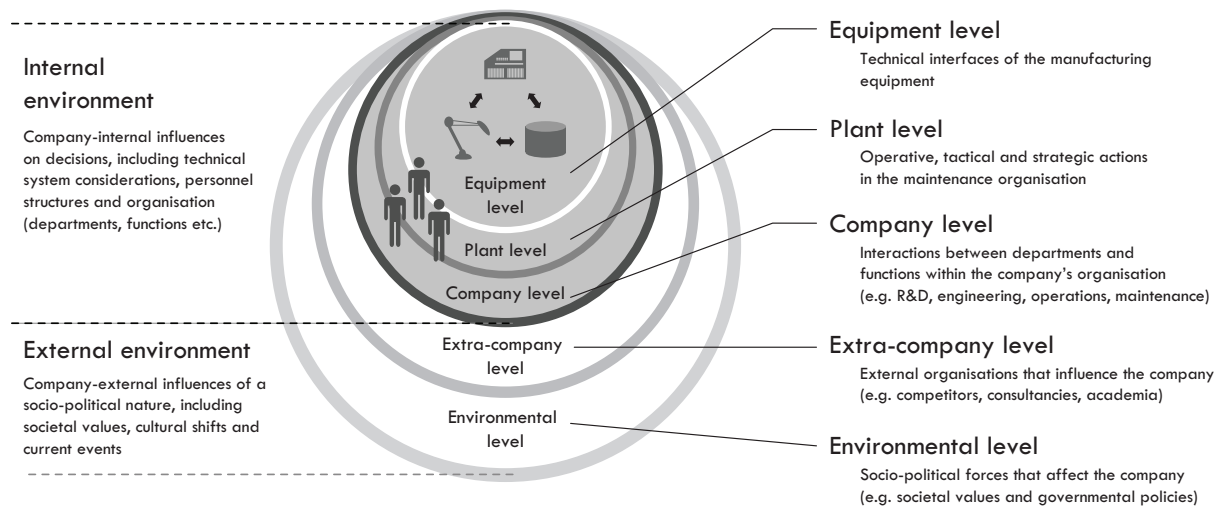 Internal
environment
Company-internal influences
on decisions, including technical
system considerations, personnel
structures and organisation
(departments, functions etc.)
External environment
Company-external influences of a
socio-political nature, including
societal values, cultural shifts and
current events
Equipment
level
Plant level
Company level
Extra-company
level
Environmental
level
Equipment level
Technical interfaces of the manufacturing
equipment
Plant level
Operative, tactical and strategic actions
in the maintenance organisation
Company level
Interactions between departments and
functions within the company's organisation
(e.g. R&D, engineering, operations, maintenance)
Extra-company level
External organisations that influence the company
(e.g. competitors, consultancies, academia)
Environmental level
Socio-political forces that affect the company
(e.g. societal values and governmental policies)